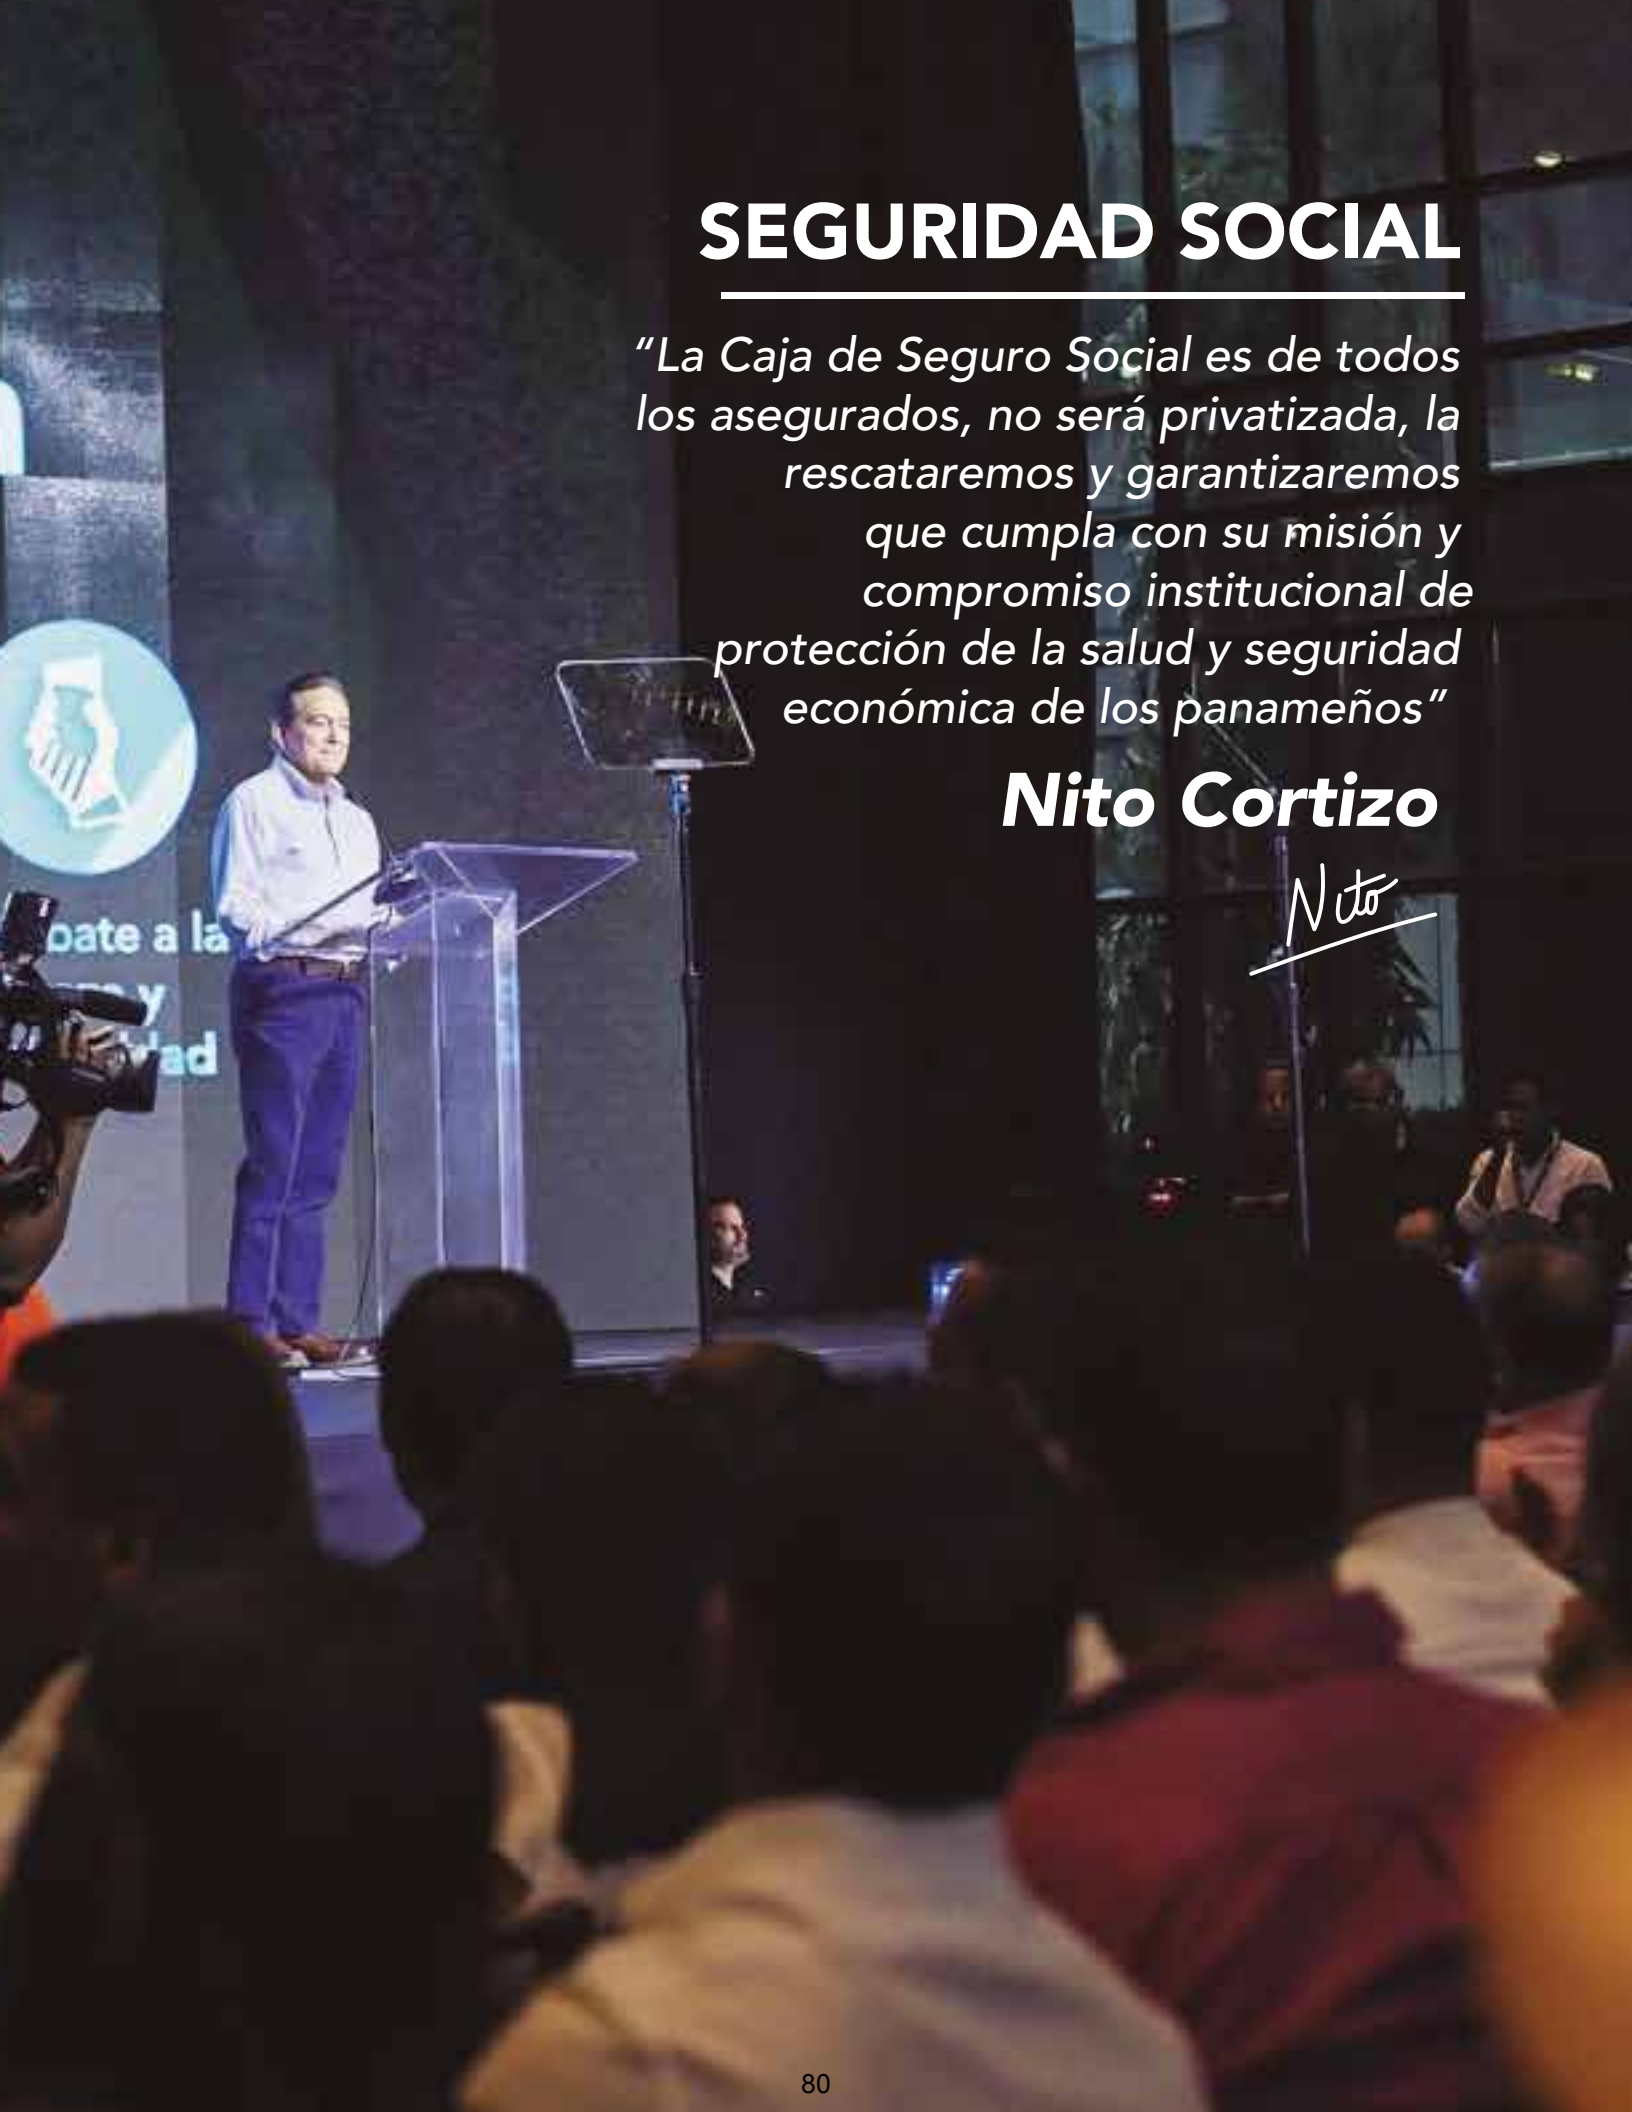 SEGURIDAD SOCIAL
“La Caja de Seguro Social es de todos
los asegurados, no será privatizada, la
rescataremos y garantizaremos
que cumpla con su misión y
compromiso institucional de
protección de la salud y seguridad
económica de los panameños”
Nito Cortizo
Nito
a la
y
80